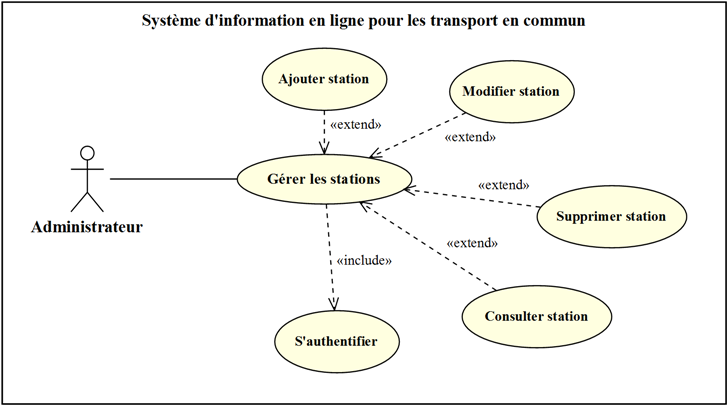 Système d'information en ligne pour les transport en commun
Ajouter station
Modifier station
«extend»
«extend»
Gérer les stations
«extend»
Administrateur
Supprimer station
«extend»
«include»
Consulter station
S'authentifier